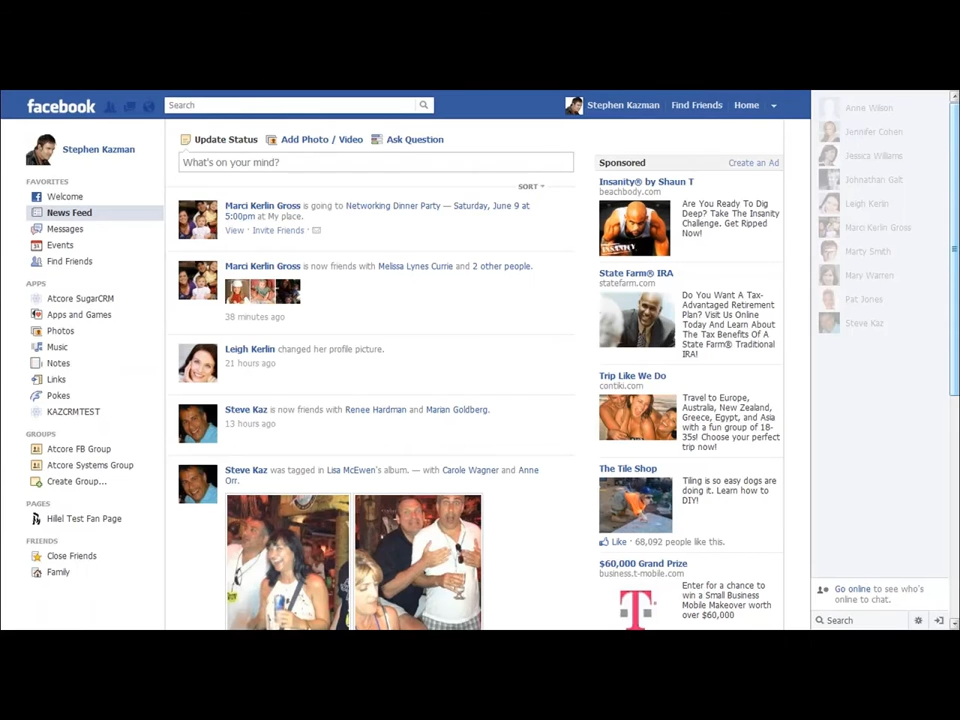 facebook
Search
Stephen Kazman Find Friends Home
Stephen Kazman
FAVORITES
Welcome
News Feed
Messages
Events
Find Friends
APPS
Atcore SugarCRM
Apps and Games
Photos
Music
Notes
Links
Pokes
KAZCRMTEST
GROUPS
Atcore FB Group
Atcore Systems Group
Create Group...
PAGES
Hillel Test Fan Page
FRIENDS
Close Friends
Family
Update Status Add Photo / Video Ask Question
What's on your mind?
SORT
Marci Kerlin Gross is going to Networking Dinner Party — Saturday, June 9 at
5:00pm at My place.
View · Invite Friends ·
Marci Kerlin Gross is now friends with Melissa Lynes Currie and 2 other people.
38 minutes ago
Leigh Kerlin changed her profile picture.
21 hours ago
Steve Kaz is now friends with Renee Hardman and Marian Goldberg.
13 hours ago
Steve Kaz was tagged in Lisa McEwen's album. — with Carole Wagner and Anne
Orr.
Sponsored Create an Ad
Insanity® by Shaun T
beachbody.com
Are You Ready To Dig
Deep? Take The Insanity
Challenge. Get Ripped
Now!
INSANITY
State Farm® IRA
statefarm.com
Do You Want A Tax-
Advantaged Retirement
Plan? Visit Us Online
Today And Learn About
The Tax Benefits Of A
State Farm® Traditional
IRA!
Trip Like We Do
contiki.com
Travel to Europe,
Australia, New Zealand,
Greece, Egypt, and Asia
with a fun group of 18-
35s! Choose your perfect
trip now!
The Tile Shop
Tiling is so easy dogs are
doing it. Learn how to
DIY!
Like · 68,092 people like this.
$60,000 Grand Prize
business.t-mobile.com
Enter for a chance to
win a Small Business
Mobile Makeover worth
over $60,000
T
Anne Wilson
Jennifer Cohen
Jessica Williams
Johnathan Galt
Leigh Kerlin
Marci Kerlin Gross
Marty Smith
Mary Warren
Pat Jones
Steve Kaz
Go online to see who's
online to chat.
Search